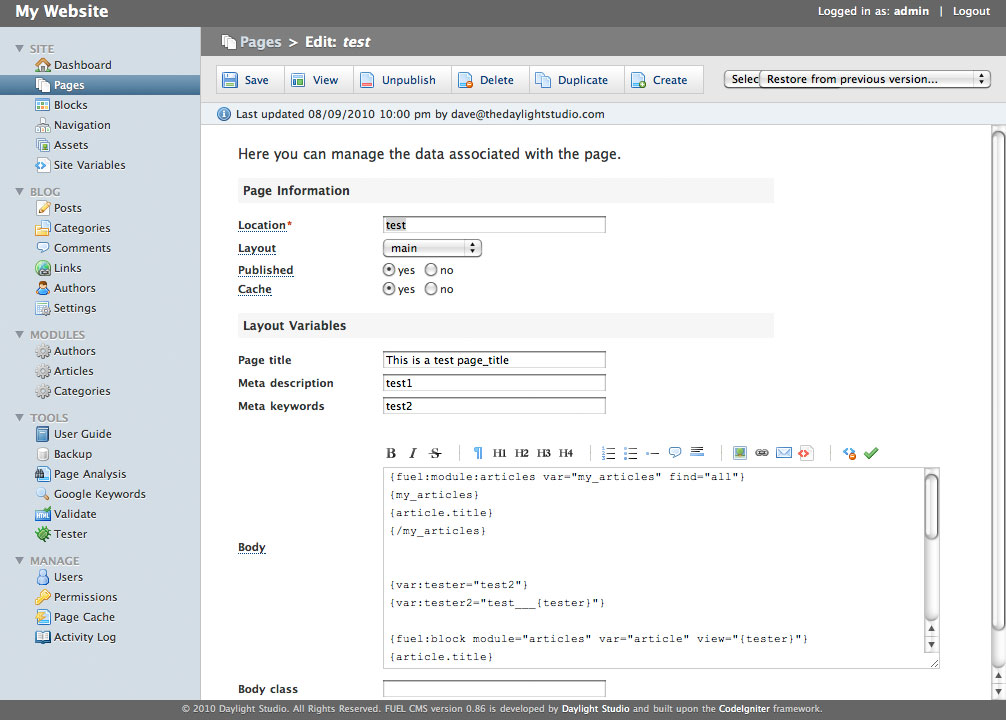 My Website
Logged in as: admin | Logout
SITE
Dashboard
Pages
Blocks
Navigation
Assets
Site Variables
BLOG
Posts
Categories
Comments
Links
Authors
Settings
MODULES
Authors
Articles
Categories
TOOLS
User Guide
Backup
Page Analysis
Google Keywords
Validate
Tester
MANAGE
Users
Permissions
Page Cache
Activity Log
Pages > Edit: test
Save View Unpublish Delete Duplicate Create Selec Restore from previous version...
Last updated 08/09/2010 10:00 pm by dave@thedaylightstudio.com
Here you can manage the data associated with the page.
Page Information
Location* test
Layout main
Published yes no
Cache yes no
Layout Variables
Page title This is a test page_title
Meta description test1
Meta keywords test2
B I S ¶ H1 H2 H3 H4
Body
{fuel:module:articles var="my_articles" find="all"}
{my_articles}
{article.title}
{/my_articles}
{var:tester="test2"}
{var:tester2="test___{tester}"}
{fuel:block module="articles" var="article" view="{tester}"}
{article.title}
Body class
© 2010 Daylight Studio. All Rights Reserved. FUEL CMS version 0.86 is developed by Daylight Studio and built upon the CodeIgniter framework.